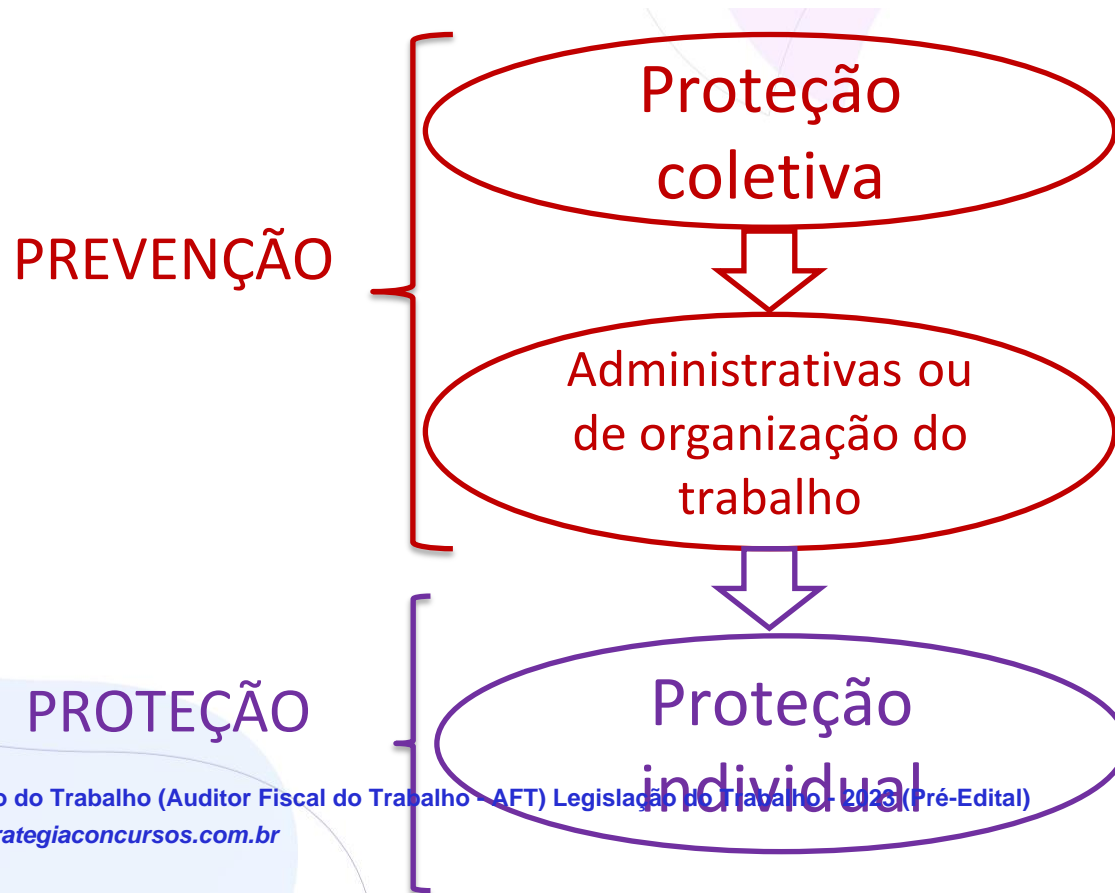 Proteção
coletiva
PREVENÇÃO
Administrativas ou
de organização do
trabalho
PROTEÇÃO
Proteção
individual
o do Trabalho (Auditor Fiscal do Trabalho - AFT) Legislação do Trabalho - 2023 (Pré-Edital)
rategiaconcursos.com.br